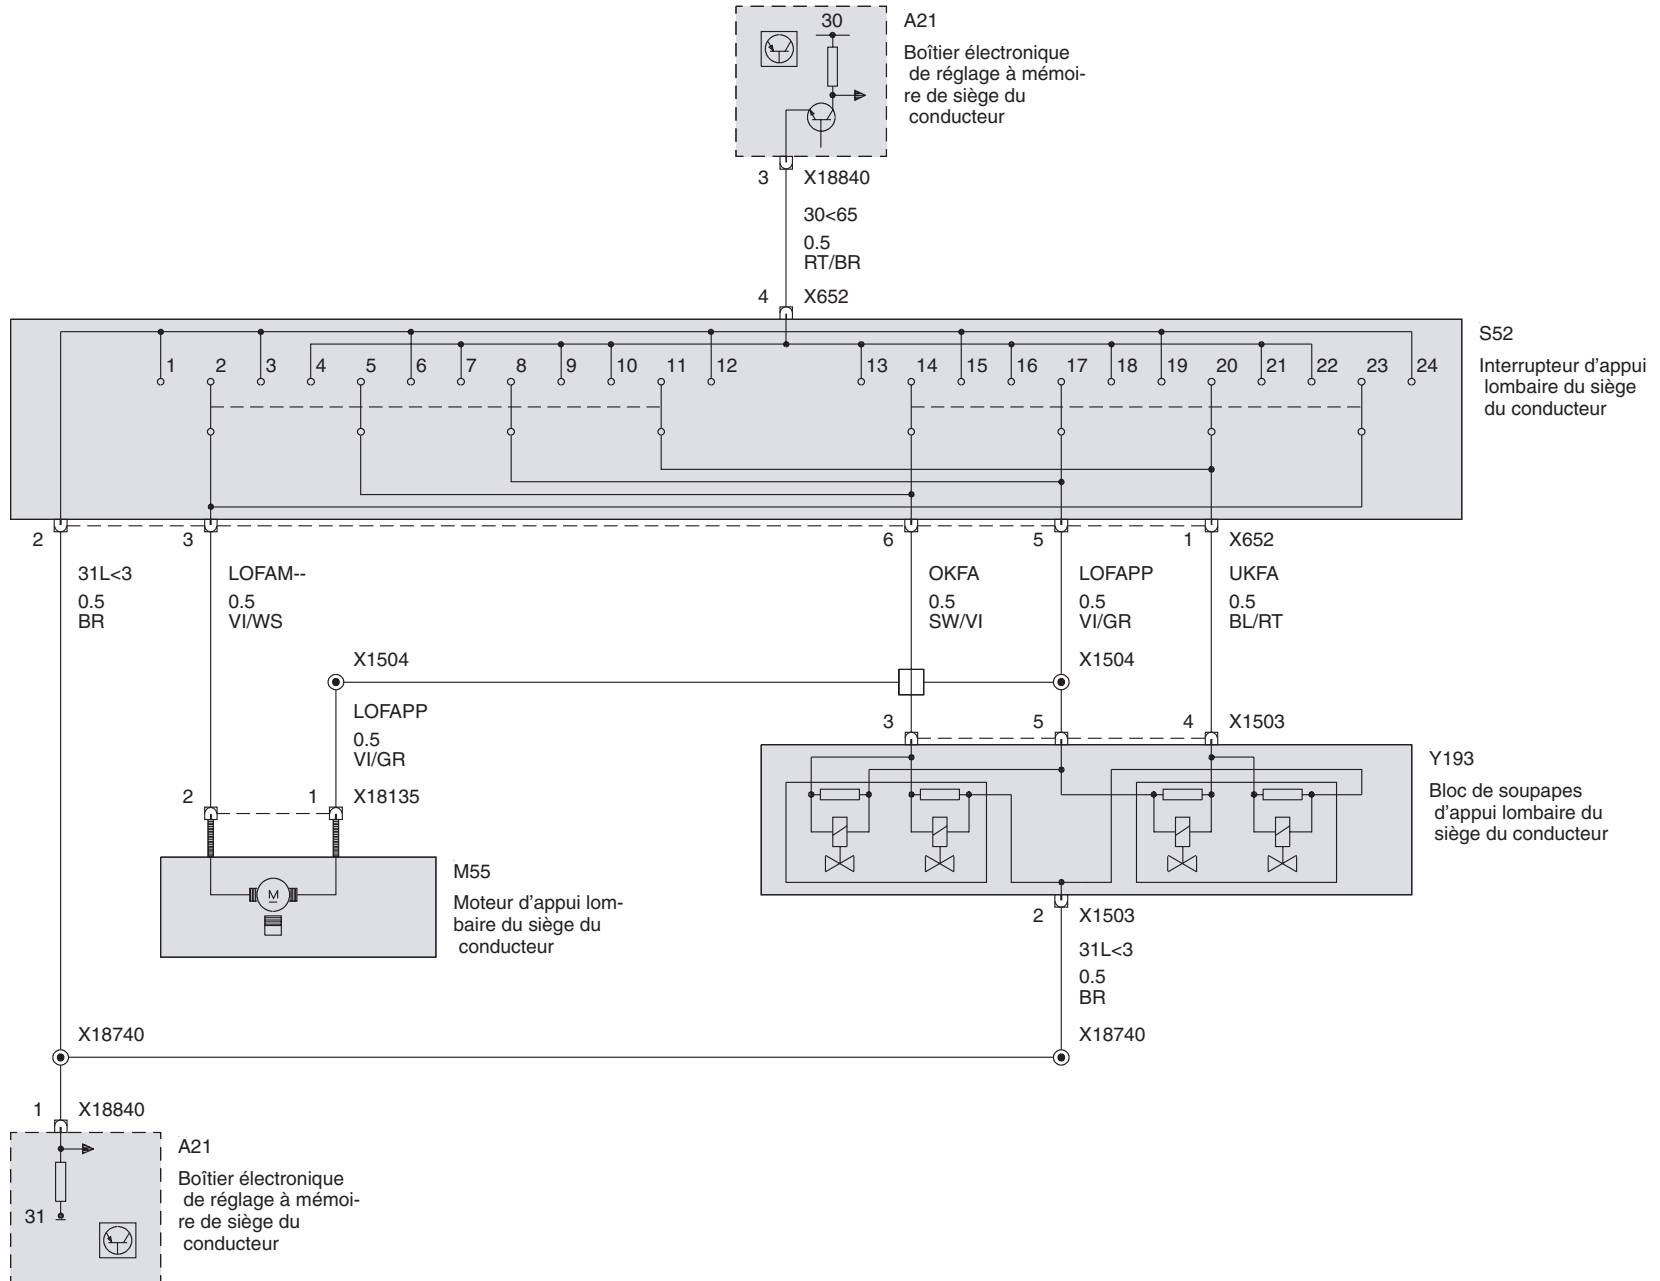 30
A21
Boîtier électronique
de réglage à mémoi-
re de siège du
conducteur
3
X18840
30<65
0.5
RT/BR
4
X652
S52
Interrupteur d'appui
lombaire du siège
du conducteur
1
2
3
4
5
6
7
8
9
10
11
12
13
14
15
16
17
18
19
20
21
22
23
24
2
3
6
5
1
X652
31L<3
0.5
BR
LOFAM--
0.5
VI/WS
OKFA
0.5
SW/VI
LOFAPP
0.5
VI/GR
UKFA
0.5
BL/RT
X1504
X1504
LOFAPP
0.5
VI/GR
3
5
4
X1503
2
1
X18135
Y193
Bloc de soupapes
d'appui lombaire du
siège du conducteur
M
M55
Moteur d'appui lom-
baire du siège du
conducteur
2
X1503
31L<3
0.5
BR
X18740
X18740
1
X18840
A21
Boîtier électronique
de réglage à mémoi-
re de siège du
conducteur
31